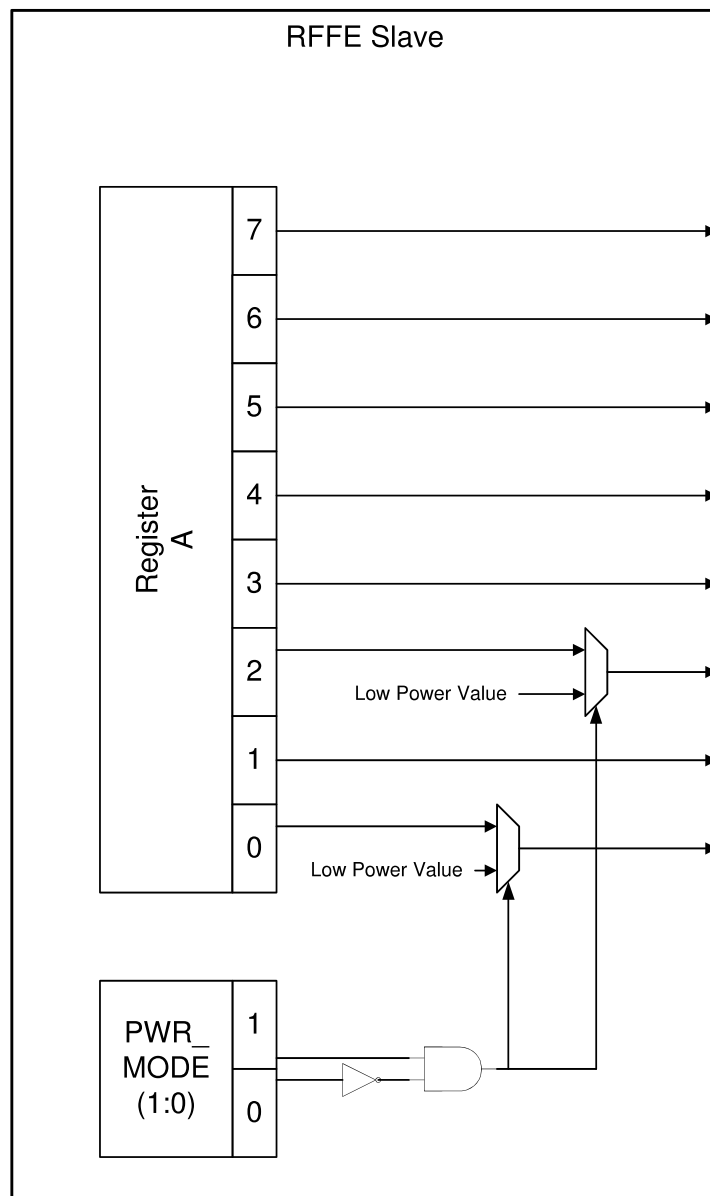 RFFE Slave
Register
A
7
6
5
4
3
2
1
0
Low Power Value
Low Power Value
PWR_
MODE
(1:0)
1
0